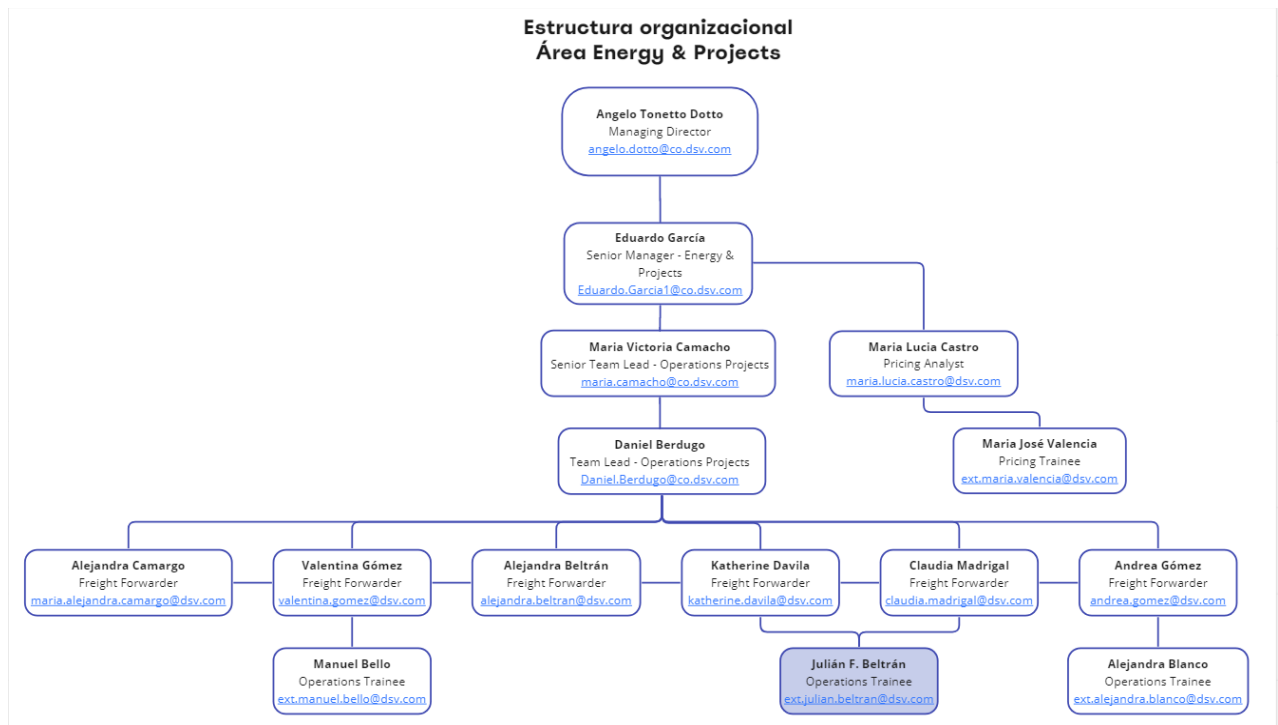 Estructura organizacional
Área Energy & Projects
Angelo Tonetto Dotto
Managing Director
angelo.dotto@co.dsv.com
Eduardo García
Senior Manager - Energy &
Projects
Eduardo.Garcia1@co.dsv.com
Maria Victoria Camacho
Senior Team Lead - Operations Projects
maria.camacho@co.dsv.com
Maria Lucia Castro
Pricing Analyst
maria.lucia.castro@dsv.com
Daniel Berdugo
Team Lead - Operations Projects
Daniel.Berdugo@co.dsv.com
Maria José Valencia
Pricing Trainee
ext.maria.valencia@dsv.com
Alejandra Camargo
Freight Forwarder
maria.alejandra.camargo@dsv.com
Valentina Gómez
Freight Forwarder
valentina.gomez@dsv.com
Alejandra Beltrán
Freight Forwarder
alejandra.beltran@dsv.com
Katherine Davila
Freight Forwarder
katherine.davila@dsv.com
Claudia Madrigal
Freight Forwarder
claudia.madrigal@dsv.com
Andrea Gómez
Freight Forwarder
andrea.gomez@dsv.com
Manuel Bello
Operations Trainee
ext.manuel.bello@dsv.com
Julián F. Beltrán
Operations Trainee
ext.julian.beltran@dsv.com
Alejandra Blanco
Operations Trainee
ext.alejandra.blanco@dsv.com